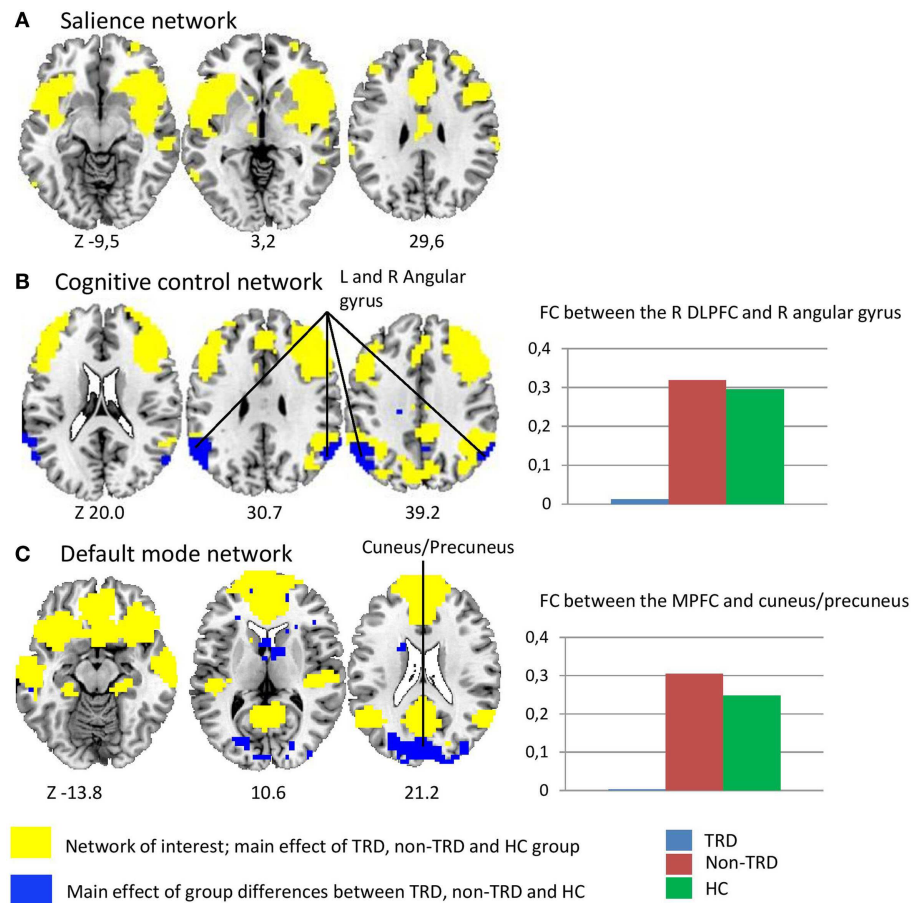 A Salience network
Z -9,5 3,2 29,6
B Cognitive control network
L and R Angular
gyrus
Z 20.0 30.7 39.2
FC between the R DLPFC and R angular gyrus
0,4
0,3
0,2
0,1
0
C Default mode network
Cuneus/Precuneus
Z -13.8 10.6 21.2
FC between the MPFC and cuneus/precuneus
0,4
0,3
0,2
0,1
0
Network of interest; main effect of TRD, non-TRD and HC group
Main effect of group differences between TRD, non-TRD and HC
TRD
Non-TRD
HC